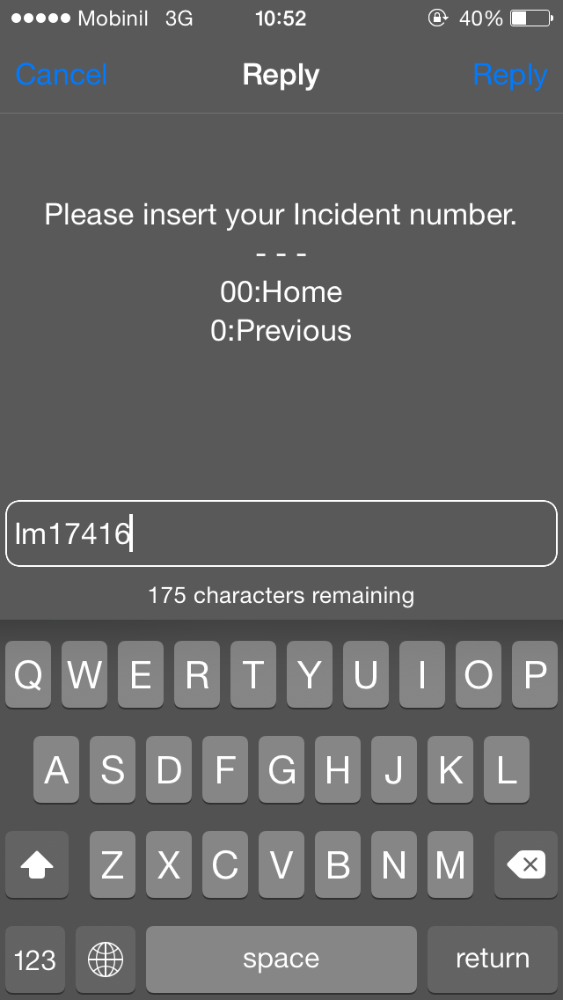 Mobinil 3G 10:52 40%
Cancel Reply Reply
Please insert your Incident number.
- - -
00:Home
0:Previous
Im17416
175 characters remaining
Q W E R T Y U I O P
A S D F G H J K L
Z X C V B N M
123 space return